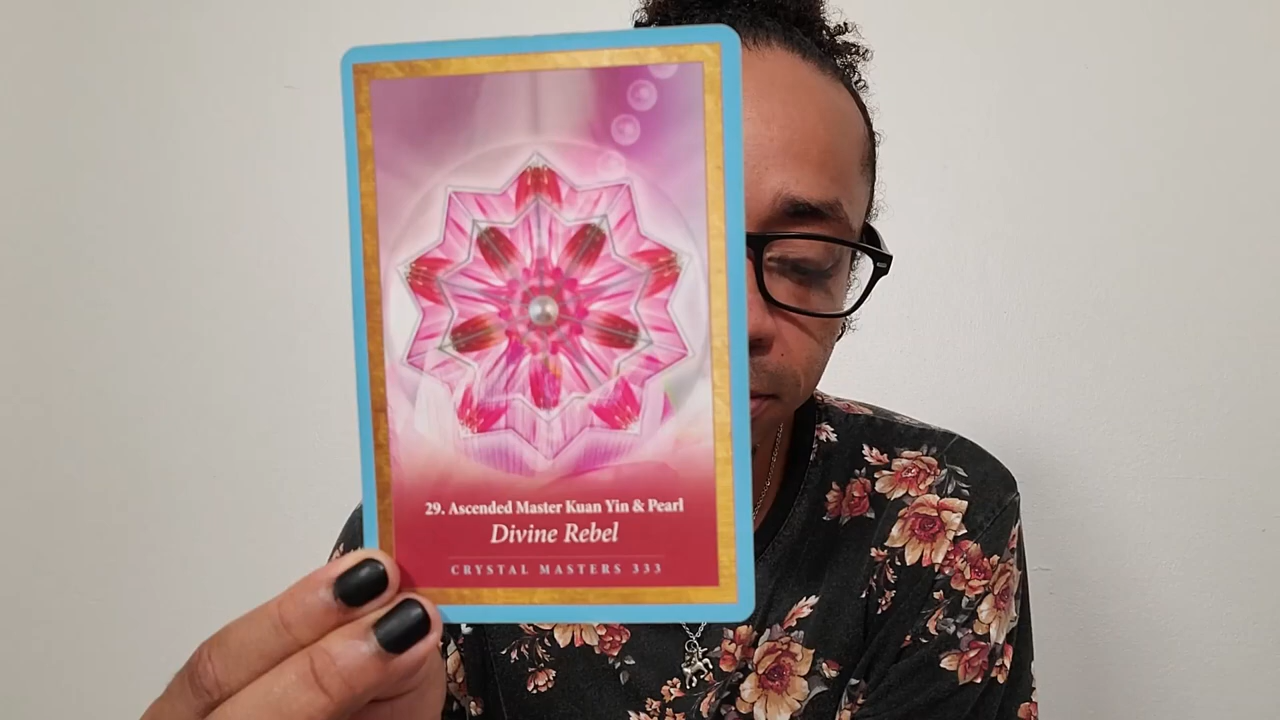 29. Ascended Master Kuan Yin & Pearl
Divine Rebel
CRYSTAL MASTERS 333